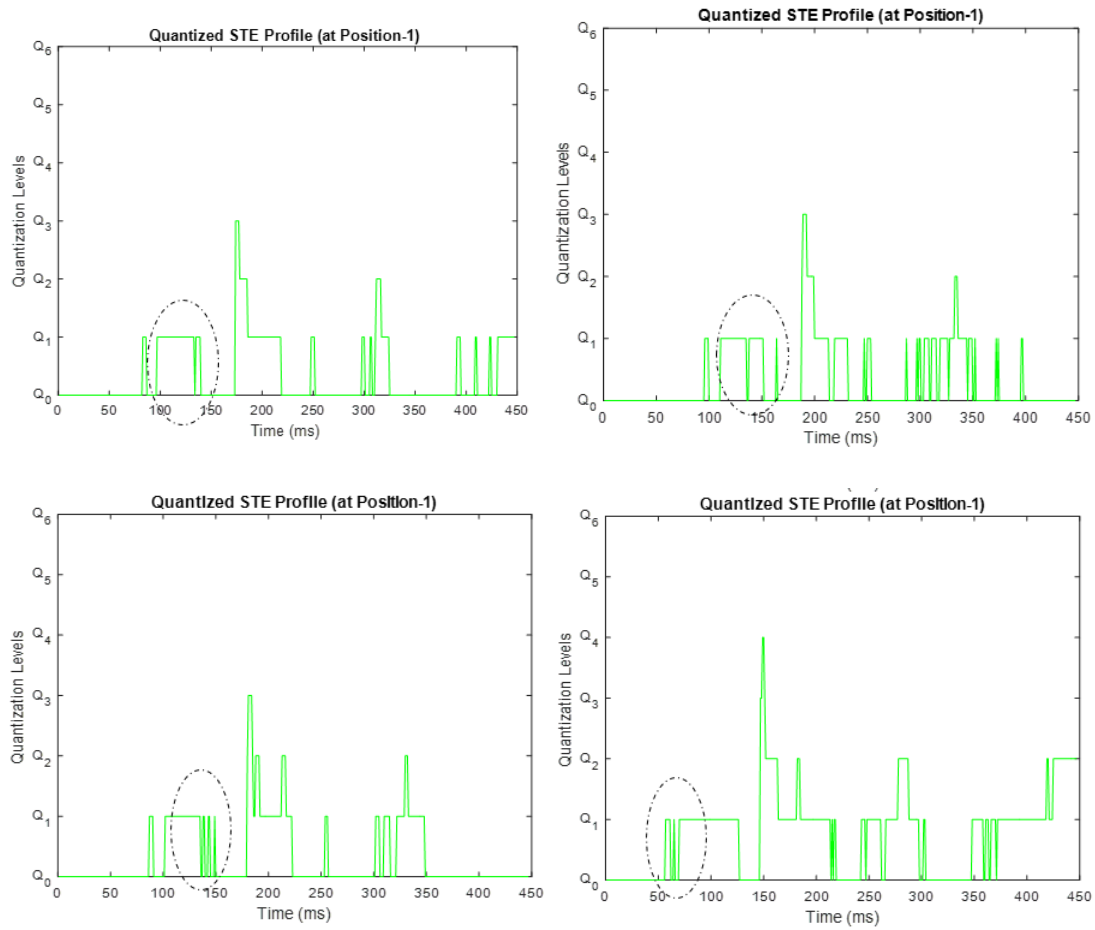 Quantized STE Profile (at Position-1)
Q6
Q5
Q4
Q3
Q2
Q1
Q0
Quantization Levels
0 50 100 150 200 250 300 350 400 450
Time (ms)
Quantized STE Profile (at Position-1)
Q6
Q5
Q4
Q3
Q2
Q1
Q0
Quantization Levels
0 50 100 150 200 250 300 350 400 450
Time (ms)
Quantized STE Profile (at Position-1)
Q6
Q5
Q4
Q3
Q2
Q1
Q0
Quantization Levels
0 50 100 150 200 250 300 350 400 450
Time (ms)
Quantized STE Profile (at Position-1)
Q6
Q5
Q4
Q3
Q2
Q1
Q0
Quantization Levels
0 50 100 150 200 250 300 350 400 450
Time (ms)